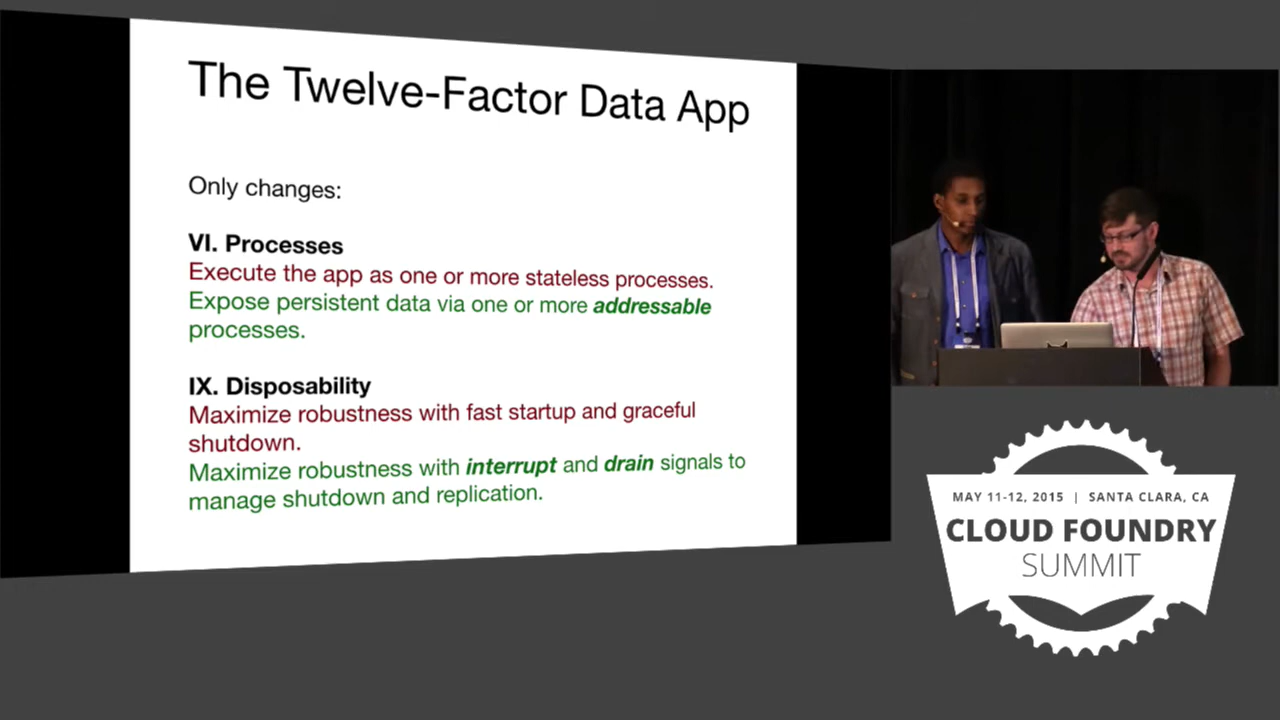 The Twelve-Factor Data App
Only changes:
VI. Processes
Execute the app as one or more stateless processes.
Expose persistent data via one or more addressable
processes.
IX. Disposability
Maximize robustness with fast startup and graceful
shutdown.
Maximize robustness with interrupt and drain signals to
manage shutdown and replication.
MAY 11-12, 2015 | SANTA CLARA, CA
CLOUD FOUNDRY
SUMMIT